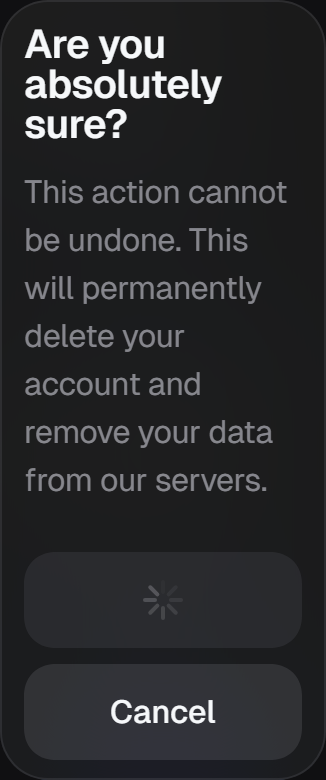 Are you
absolutely
sure?
This action cannot
be undone. This
will permanently
delete your
account and
remove your data
from our servers.
Cancel